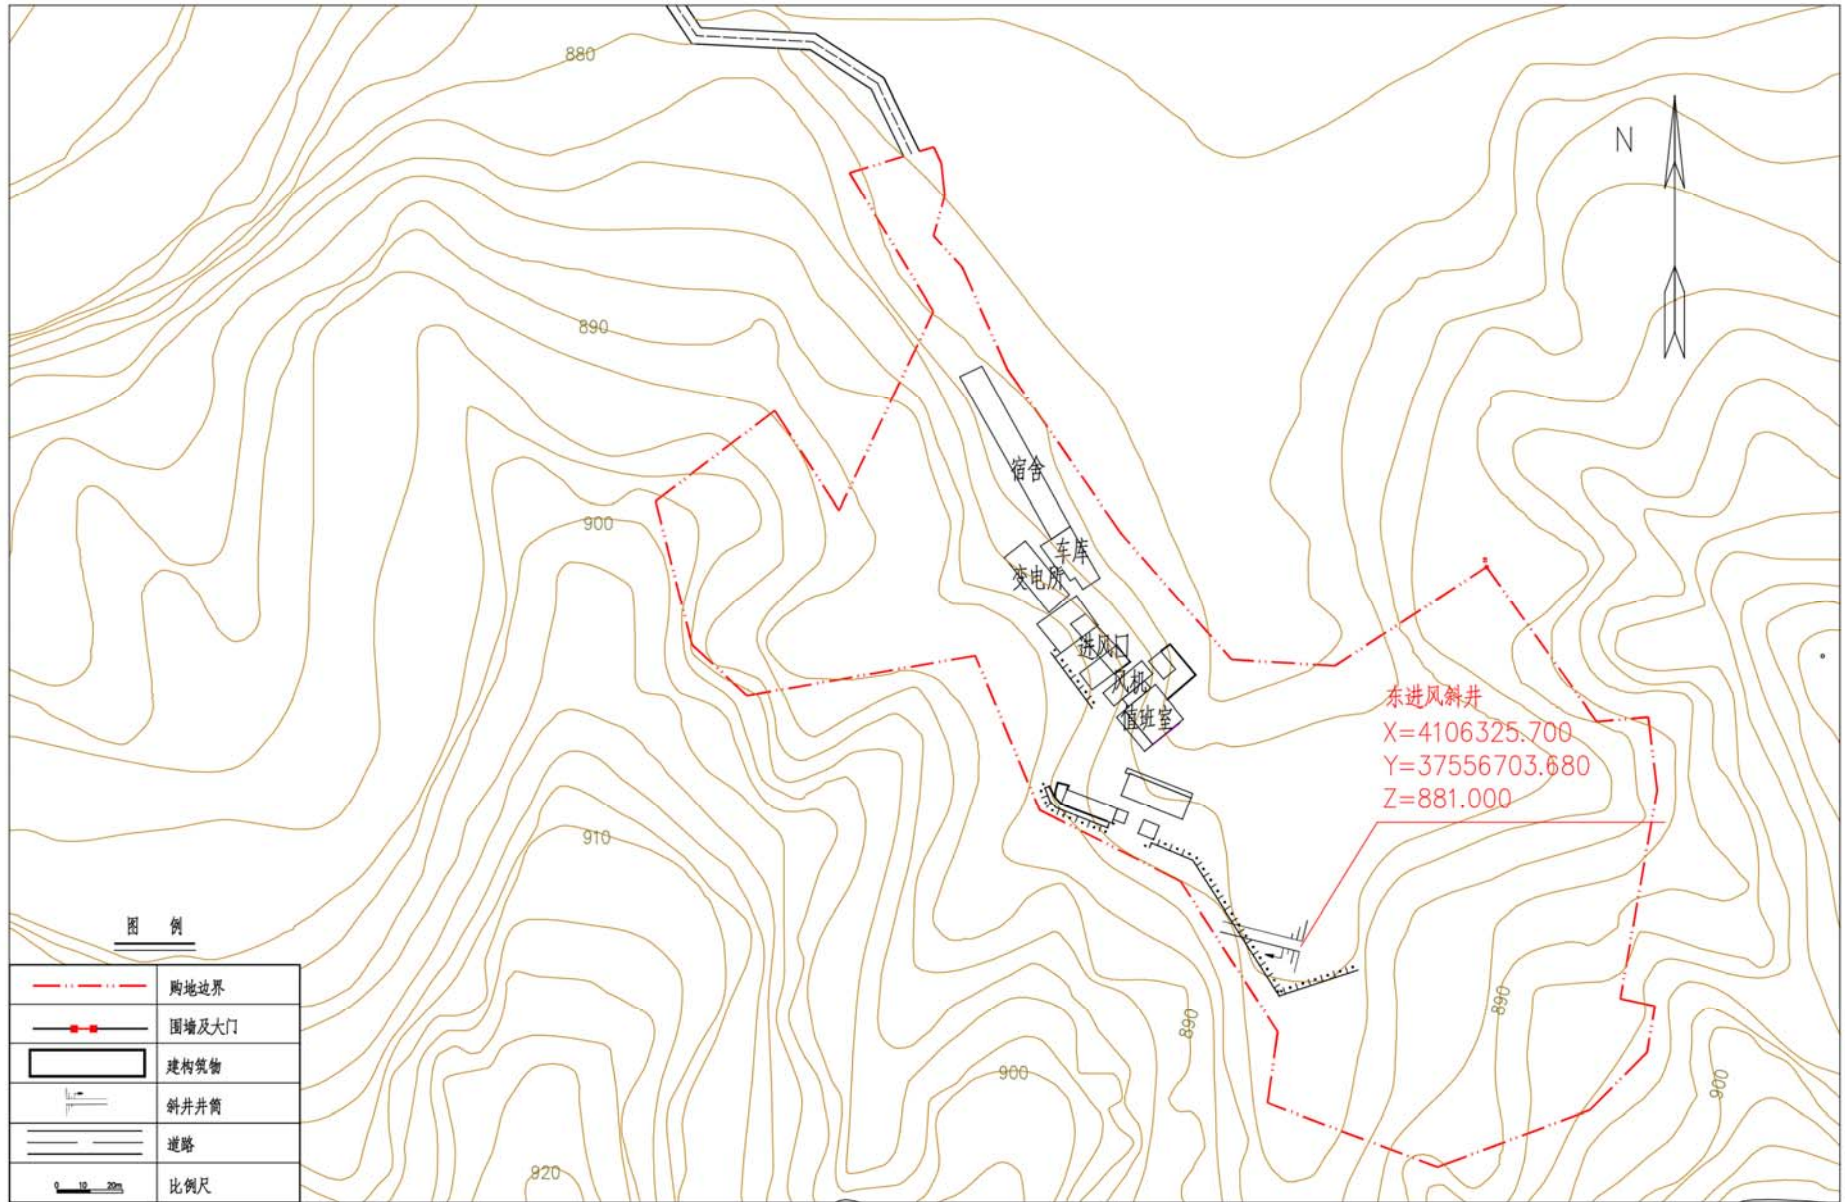 880
N
890
宿舍
900
车库
变电所
进风口
风机
值班室
东进风斜井
X=4106325.700
Y=37556703.680
Z=881.000
910
890
890
900
900
920
图 例
购地边界
围墙及大门
建构筑物
斜井井筒
道路
0 10 20m
比例尺